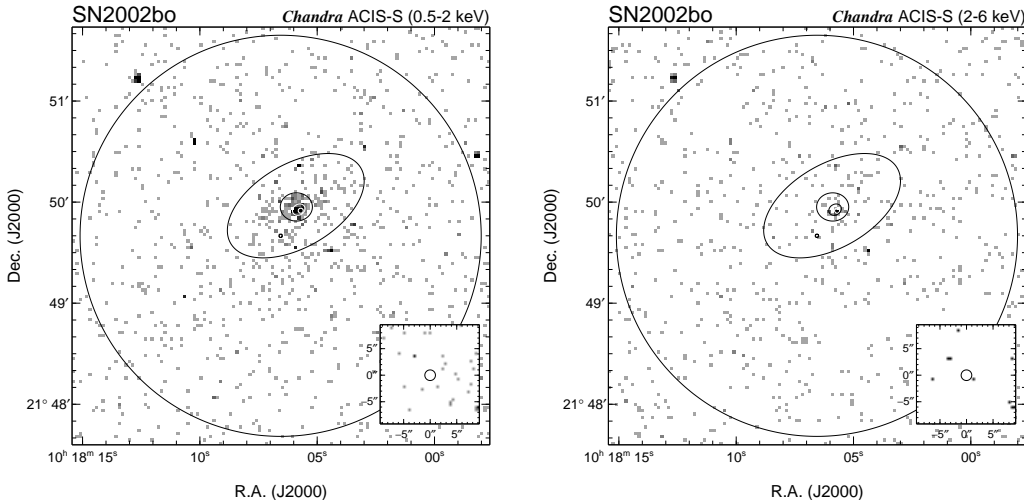 SN2002bo Chandra ACIS-S (0.5-2 keV)
51′
50′
49′
21° 48′
Dec. (J2000)
5″
0″
−5″
−5″ 0″ 5″
10ʰ 18ᵐ 15ˢ 10ˢ 05ˢ 00ˢ
R.A. (J2000)
SN2002bo Chandra ACIS-S (2-6 keV)
51′
50′
49′
21° 48′
Dec. (J2000)
5″
0″
−5″
−5″ 0″ 5″
10ʰ 18ᵐ 15ˢ 10ˢ 05ˢ 00ˢ
R.A. (J2000)